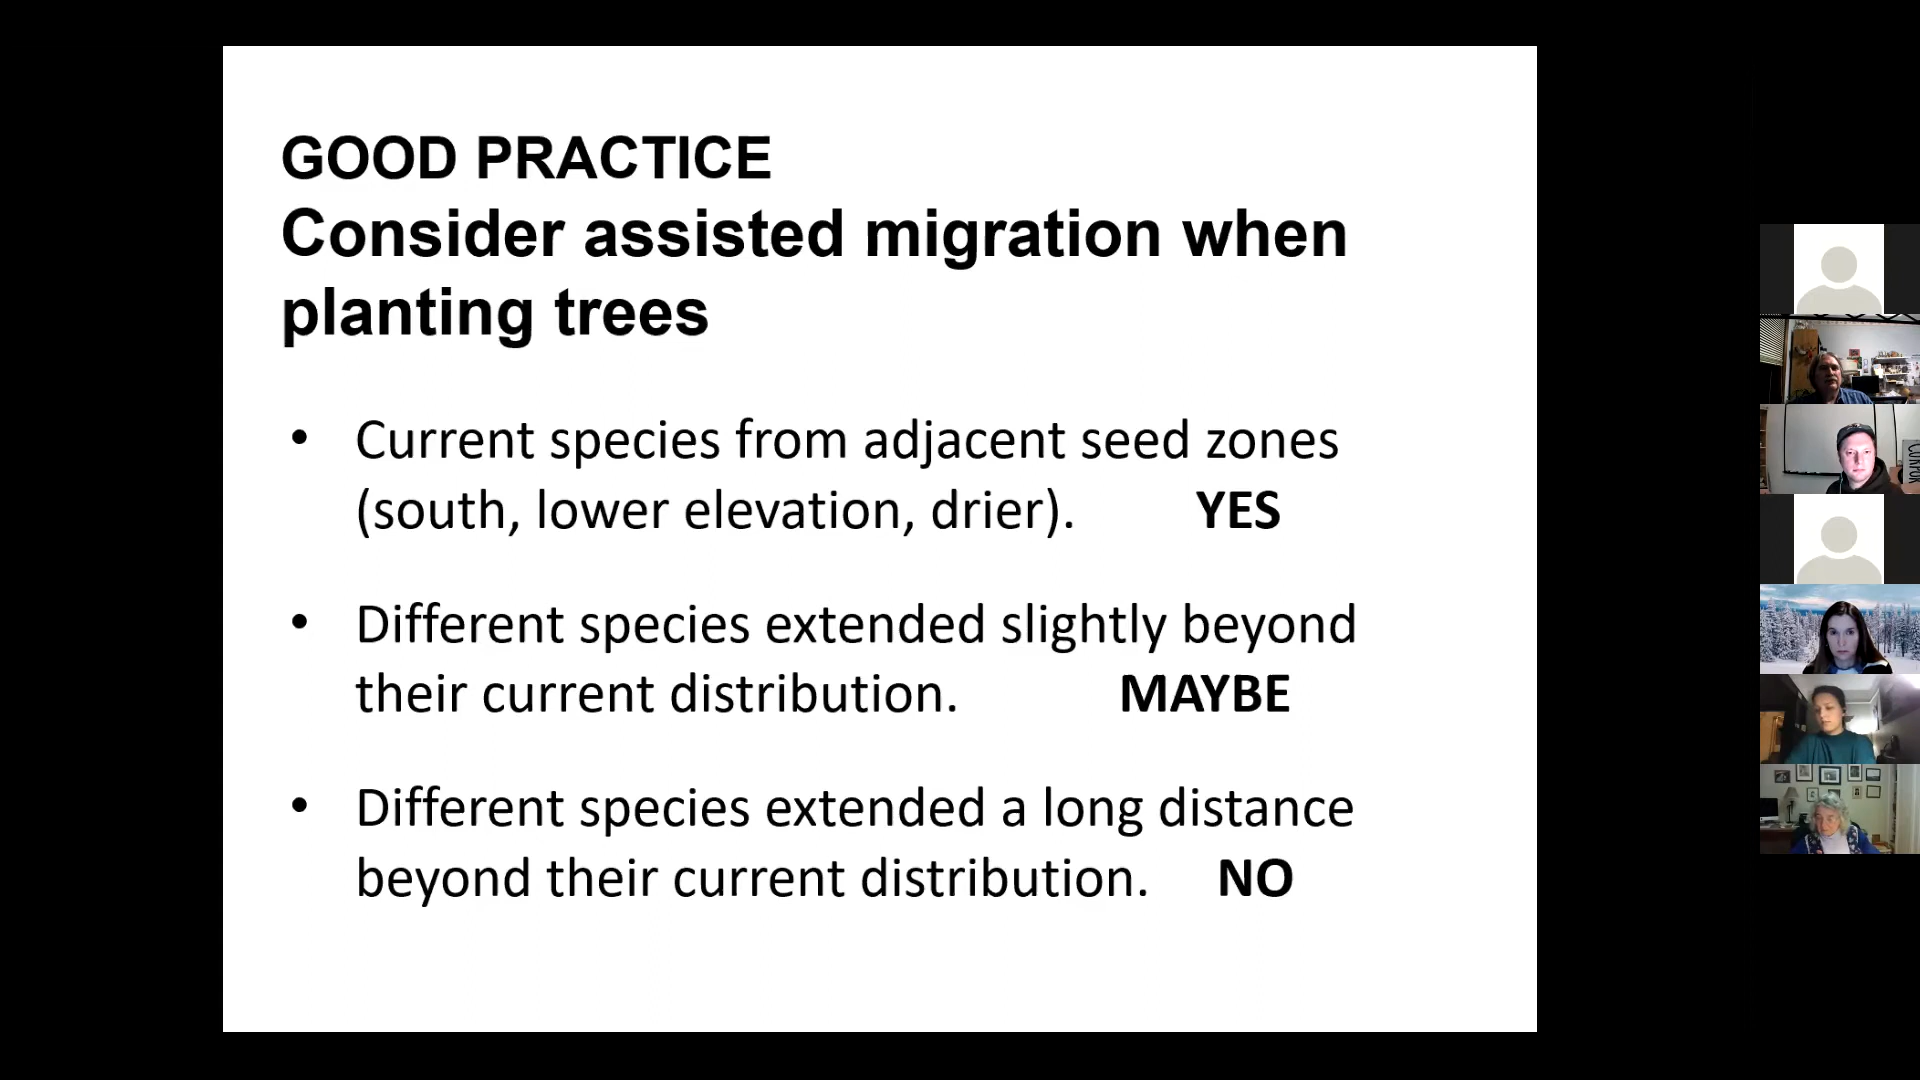 GOOD PRACTICE
Consider assisted migration when
planting trees
• Current species from adjacent seed zones
(south, lower elevation, drier). YES
• Different species extended slightly beyond
their current distribution. MAYBE
• Different species extended a long distance
beyond their current distribution. NO